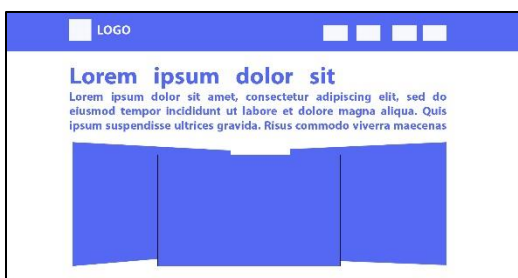 LOGO
Lorem ipsum dolor sit
Lorem ipsum dolor sit amet, consectetur adipiscing elit, sed do
eiusmod tempor incididunt ut labore et dolore magna aliqua. Quis
ipsum suspendisse ultrices gravida. Risus commodo viverra maecenas